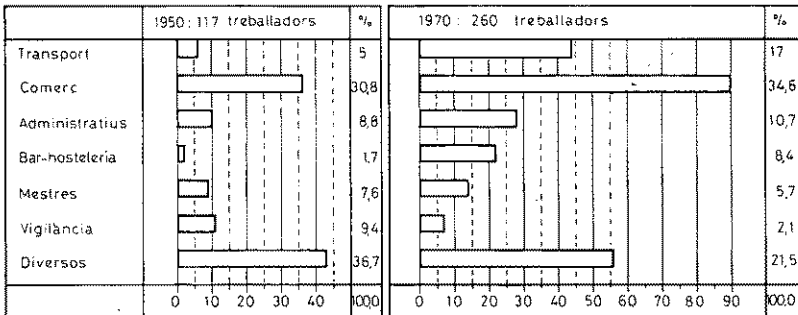 1950: 117 treballadors % 1970: 260 treballadors %
Transport 5 17
Comerç 30,8 34,6
Administratius 8,8 10,7
Bar-hosteleria 1,7 8,4
Mestres 7,6 5,7
Vigilància 9,4 2,1
Diversos 36,7 21,5
0 10 20 30 40 100,0 0 10 20 30 40 50 60 70 80 90 100,0